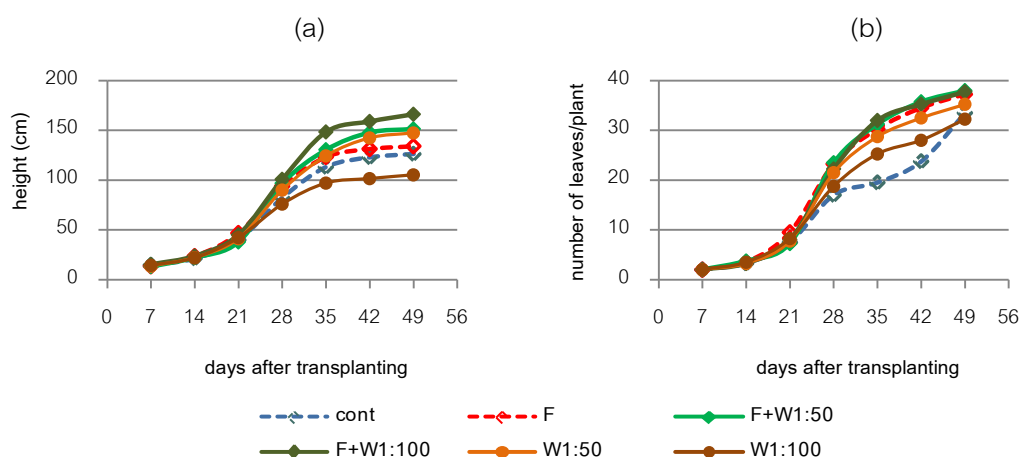 (a)
(b)
height (cm)
200
150
100
50
0
0 7 14 21 28 35 42 49 56
days after transplanting
number of leaves/plant
40
30
20
10
0
0 7 14 21 28 35 42 49 56
days after transplanting
cont F F+W1:50
F+W1:100 W1:50 W1:100